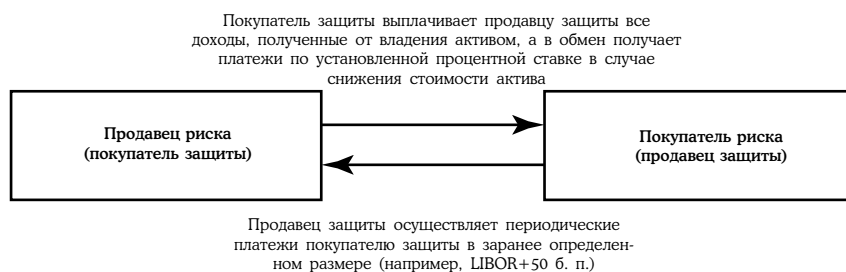 Покупатель защиты выплачивает продавцу защиты все
доходы, полученные от владения активом, а в обмен получает
платежи по установленной процентной ставке в случае
снижения стоимости актива
Продавец риска
(покупатель защиты)
Покупатель риска
(продавец защиты)
Продавец защиты осуществляет периодические
платежи покупателю защиты в заранее определен-
ном размере (например, LIBOR+50 б. п.)